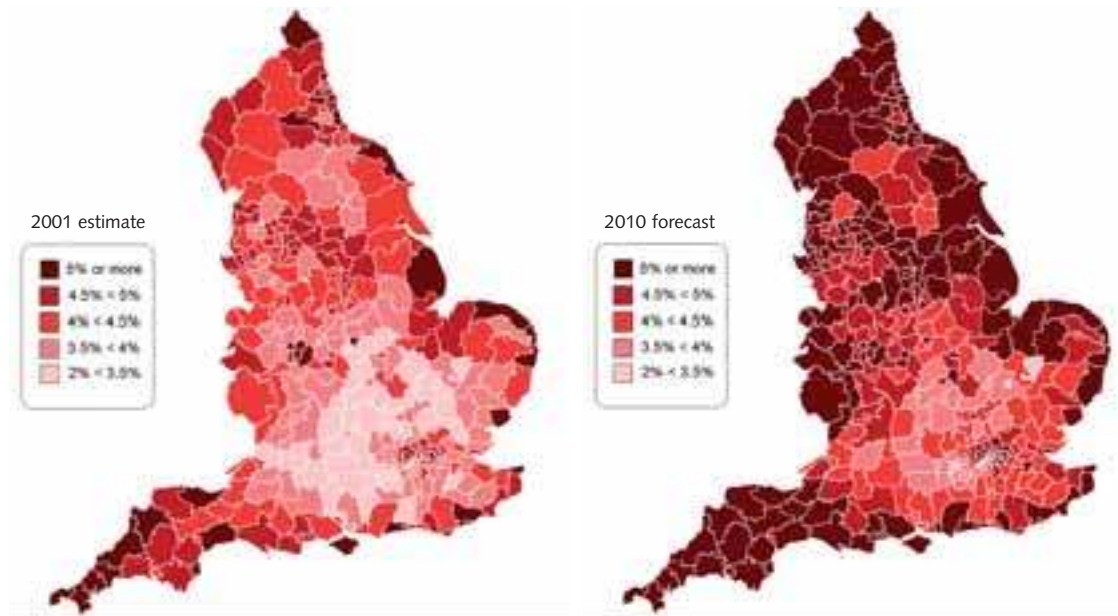 2001 estimate
5% or more
4.5% < 5%
4% < 4.5%
3.5% < 4%
2% < 3.5%
2010 forecast
5% or more
4.5% < 5%
4% < 4.5%
3.5% < 4%
2% < 3.5%